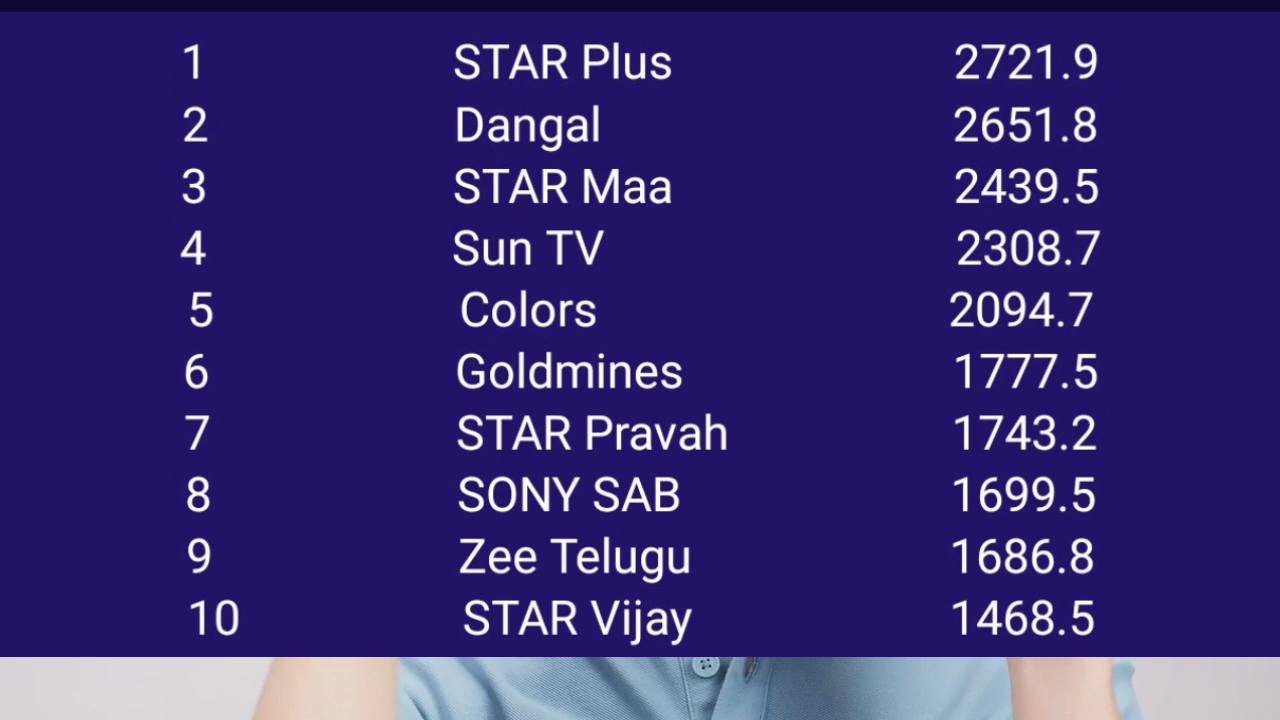 1 STAR Plus 2721.9
2 Dangal 2651.8
3 STAR Maa 2439.5
4 Sun TV 2308.7
5 Colors 2094.7
6 Goldmines 1777.5
7 STAR Pravah 1743.2
8 SONY SAB 1699.5
9 Zee Telugu 1686.8
10 STAR Vijay 1468.5